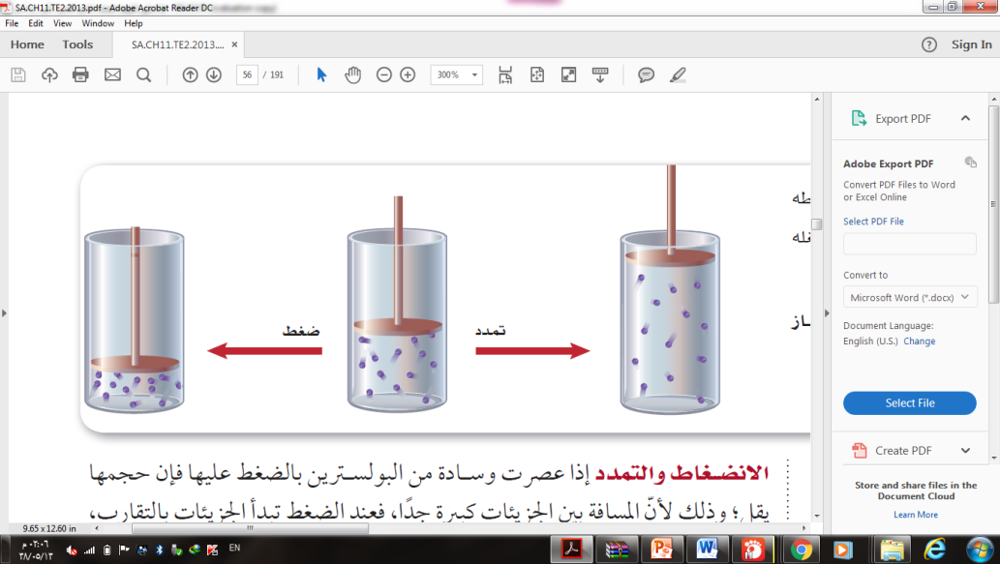 SA.CH11.TE2.2013.pdf - Adobe Acrobat Reader DC
File Edit View Window Help
Home Tools SA.CH11.TE2.2013.... × Sign In
56 / 191 300%
Export PDF
Adobe Export PDF
Convert PDF Files to Word
or Excel Online
Select PDF File
Convert to
Microsoft Word (*.docx)
Document Language:
English (U.S.) Change
Select File
Create PDF
Store and share files in the
Document Cloud
Learn More
طه
فله
ـاز
ضغط
تمدد
الانضغاط والتمدد إذا عصرت وسادة من البولسترين بالضغط عليها فإن حجمها
يقل؛ وذلك لأنّ المسافة بين الجزيئات كبيرة جدًا، فعند الضغط تبدأ الجزيئات بالتقارب،
9.65 x 12.60 in
EN
٠٢:٠٦ م
٣٨/٠٥/١٣